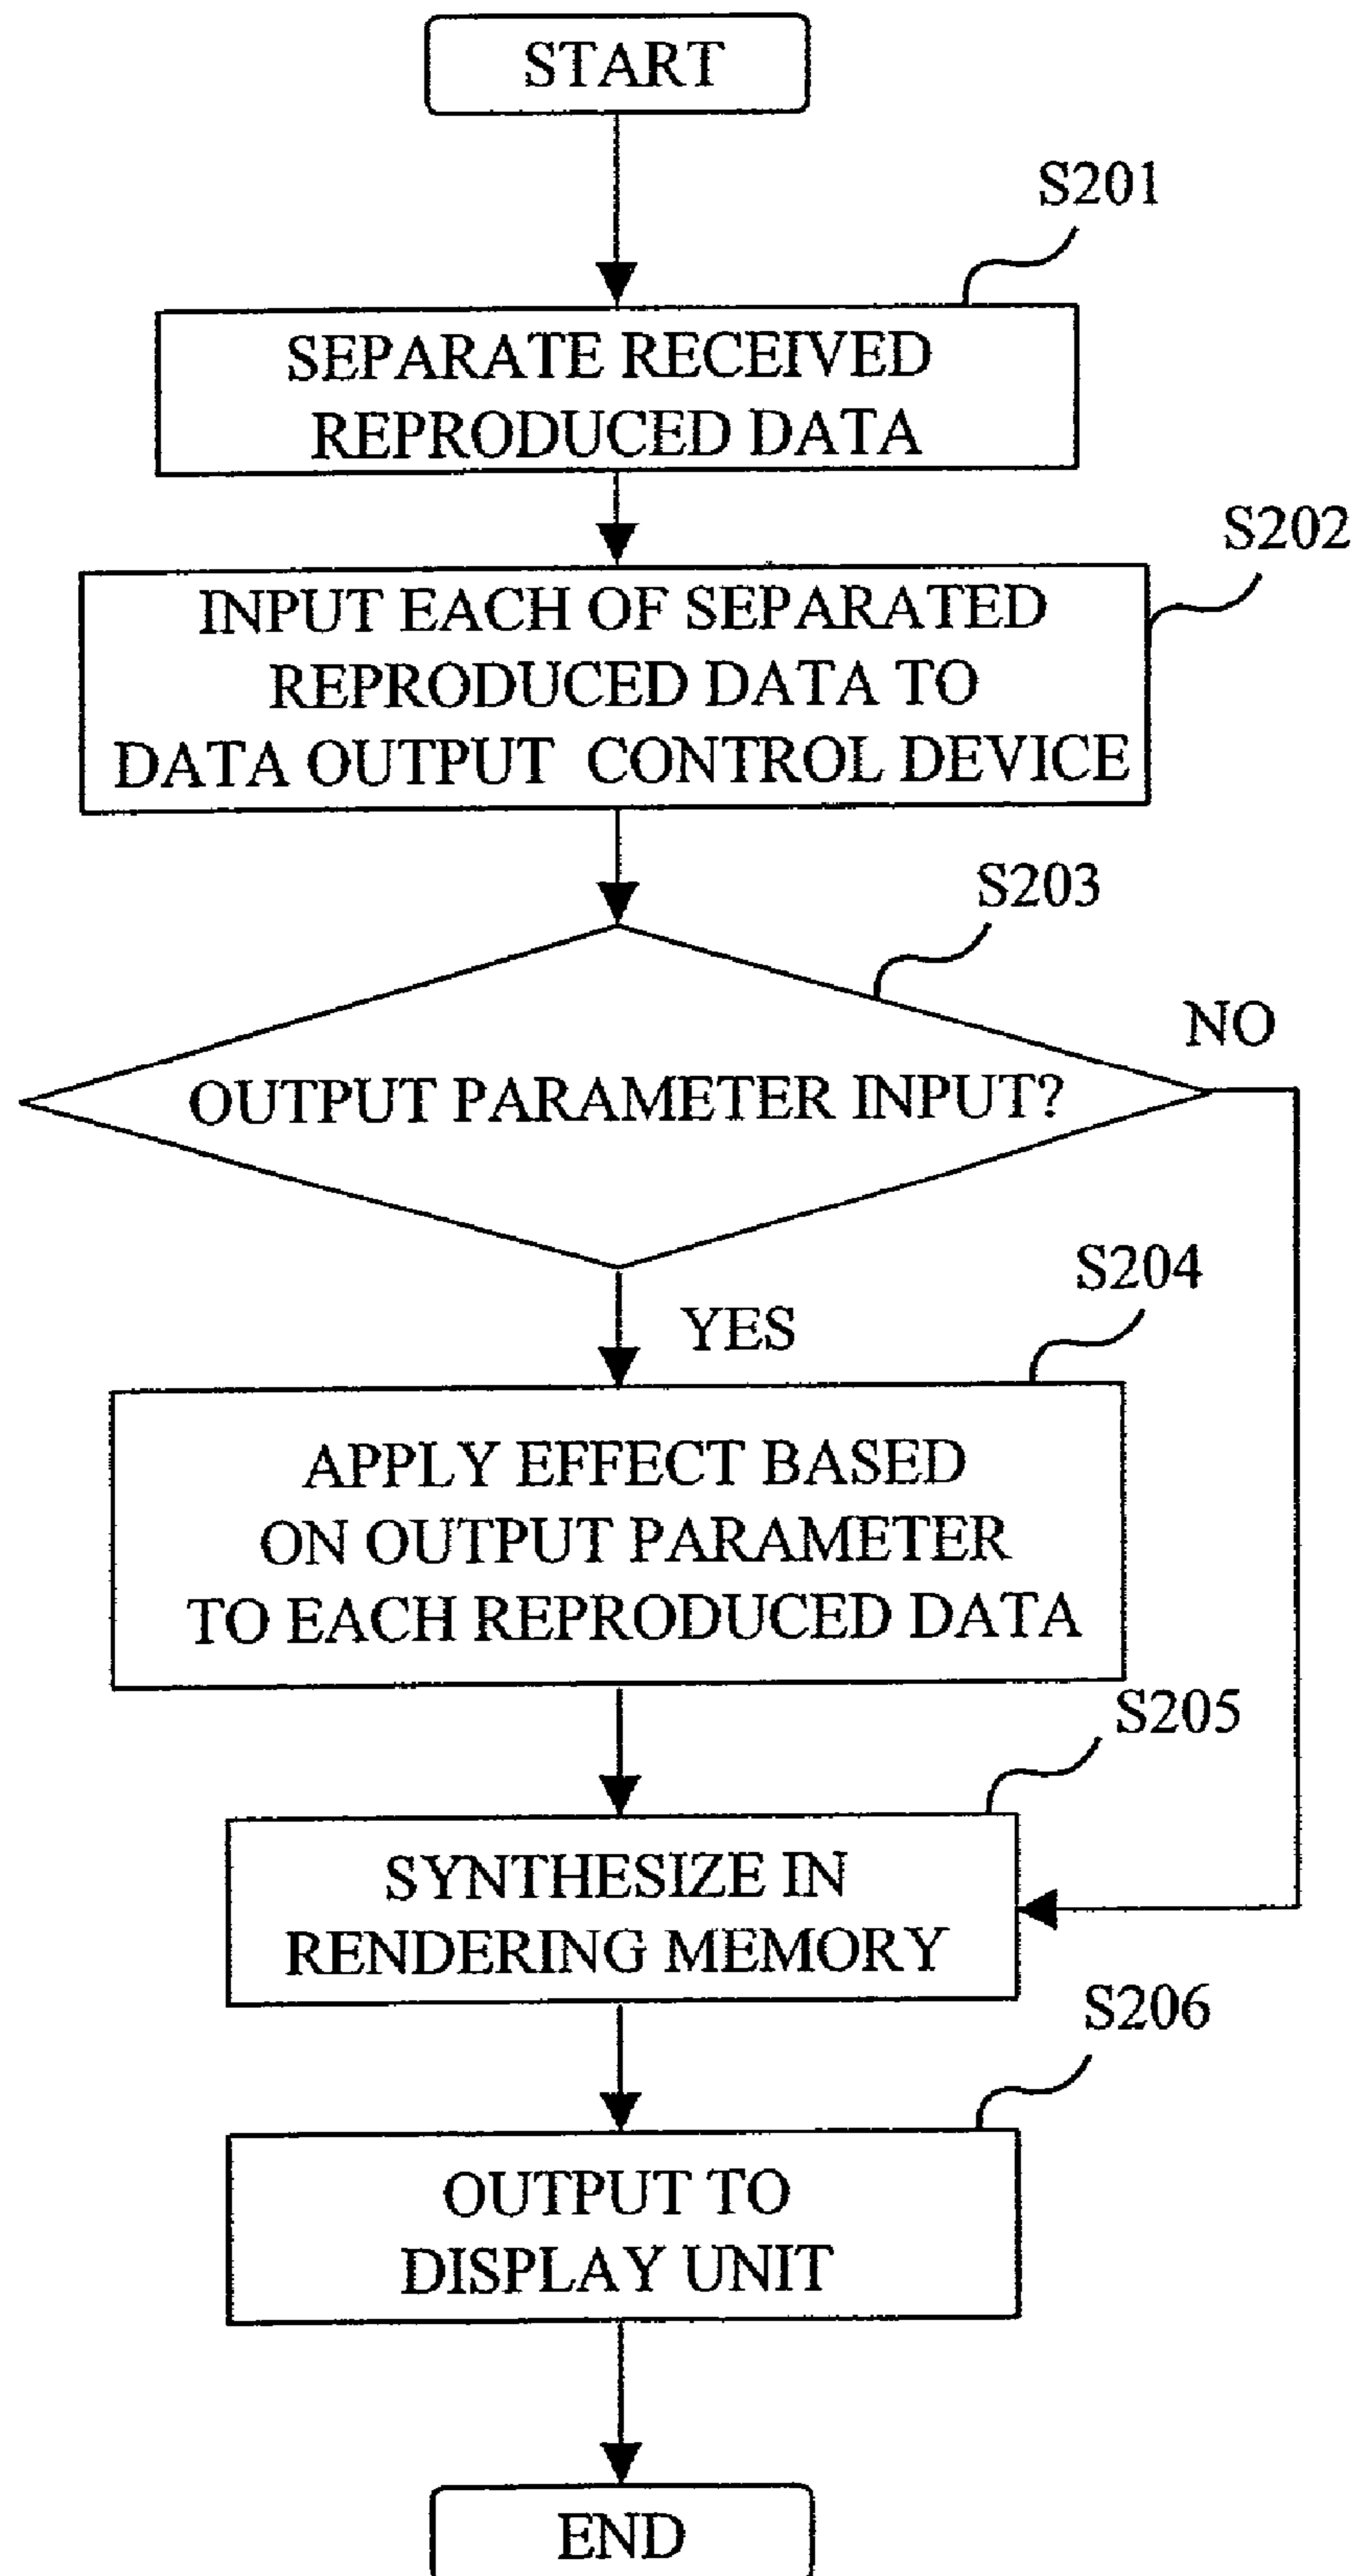 START
S201
SEPARATE RECEIVED
REPRODUCED DATA
S202
INPUT EACH OF SEPARATED
REPRODUCED DATA TO
DATA OUTPUT CONTROL DEVICE
S203
NO
OUTPUT PARAMETER INPUT?
S204
YES
APPLY EFFECT BASED
ON OUTPUT PARAMETER
TO EACH REPRODUCED DATA
S205
SYNTHESIZE IN
RENDERING MEMORY
S206
OUTPUT TO
DISPLAY UNIT
END